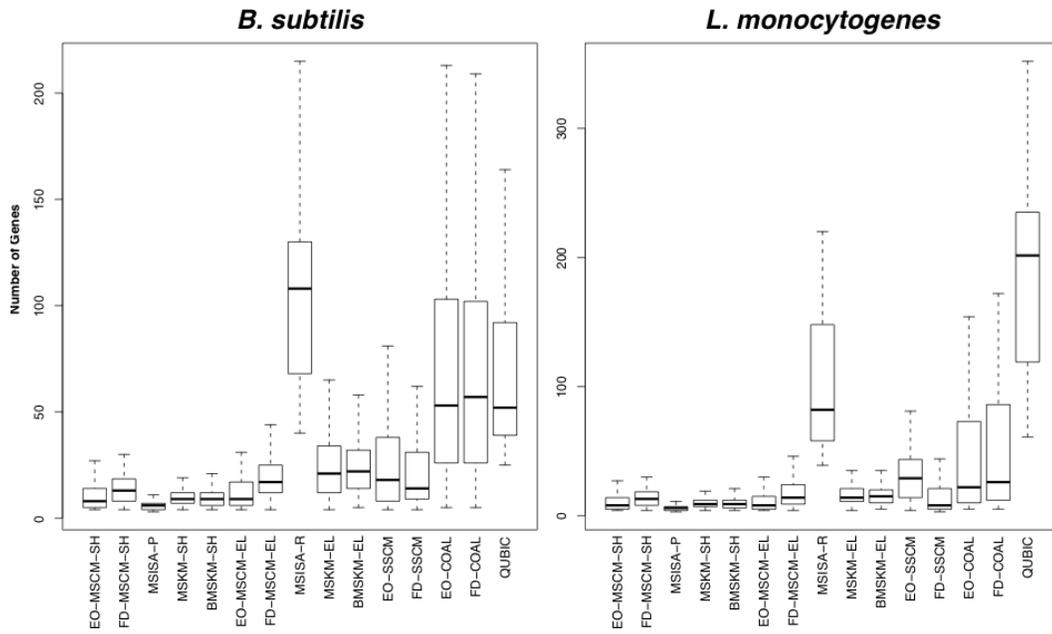 B. subtilis
L. monocytogenes
Number of Genes
200
150
100
50
0
300
200
100
0
EO−MSCM−SH
FD−MSCM−SH
MSISA−P
MSKM−SH
BMSKM−SH
EO−MSCM−EL
FD−MSCM−EL
MSISA−R
MSKM−EL
BMSKM−EL
EO−SSCM
FD−SSCM
EO−COAL
FD−COAL
QUBIC
EO−MSCM−SH
FD−MSCM−SH
MSISA−P
MSKM−SH
BMSKM−SH
EO−MSCM−EL
FD−MSCM−EL
MSISA−R
MSKM−EL
BMSKM−EL
EO−SSCM
FD−SSCM
EO−COAL
FD−COAL
QUBIC